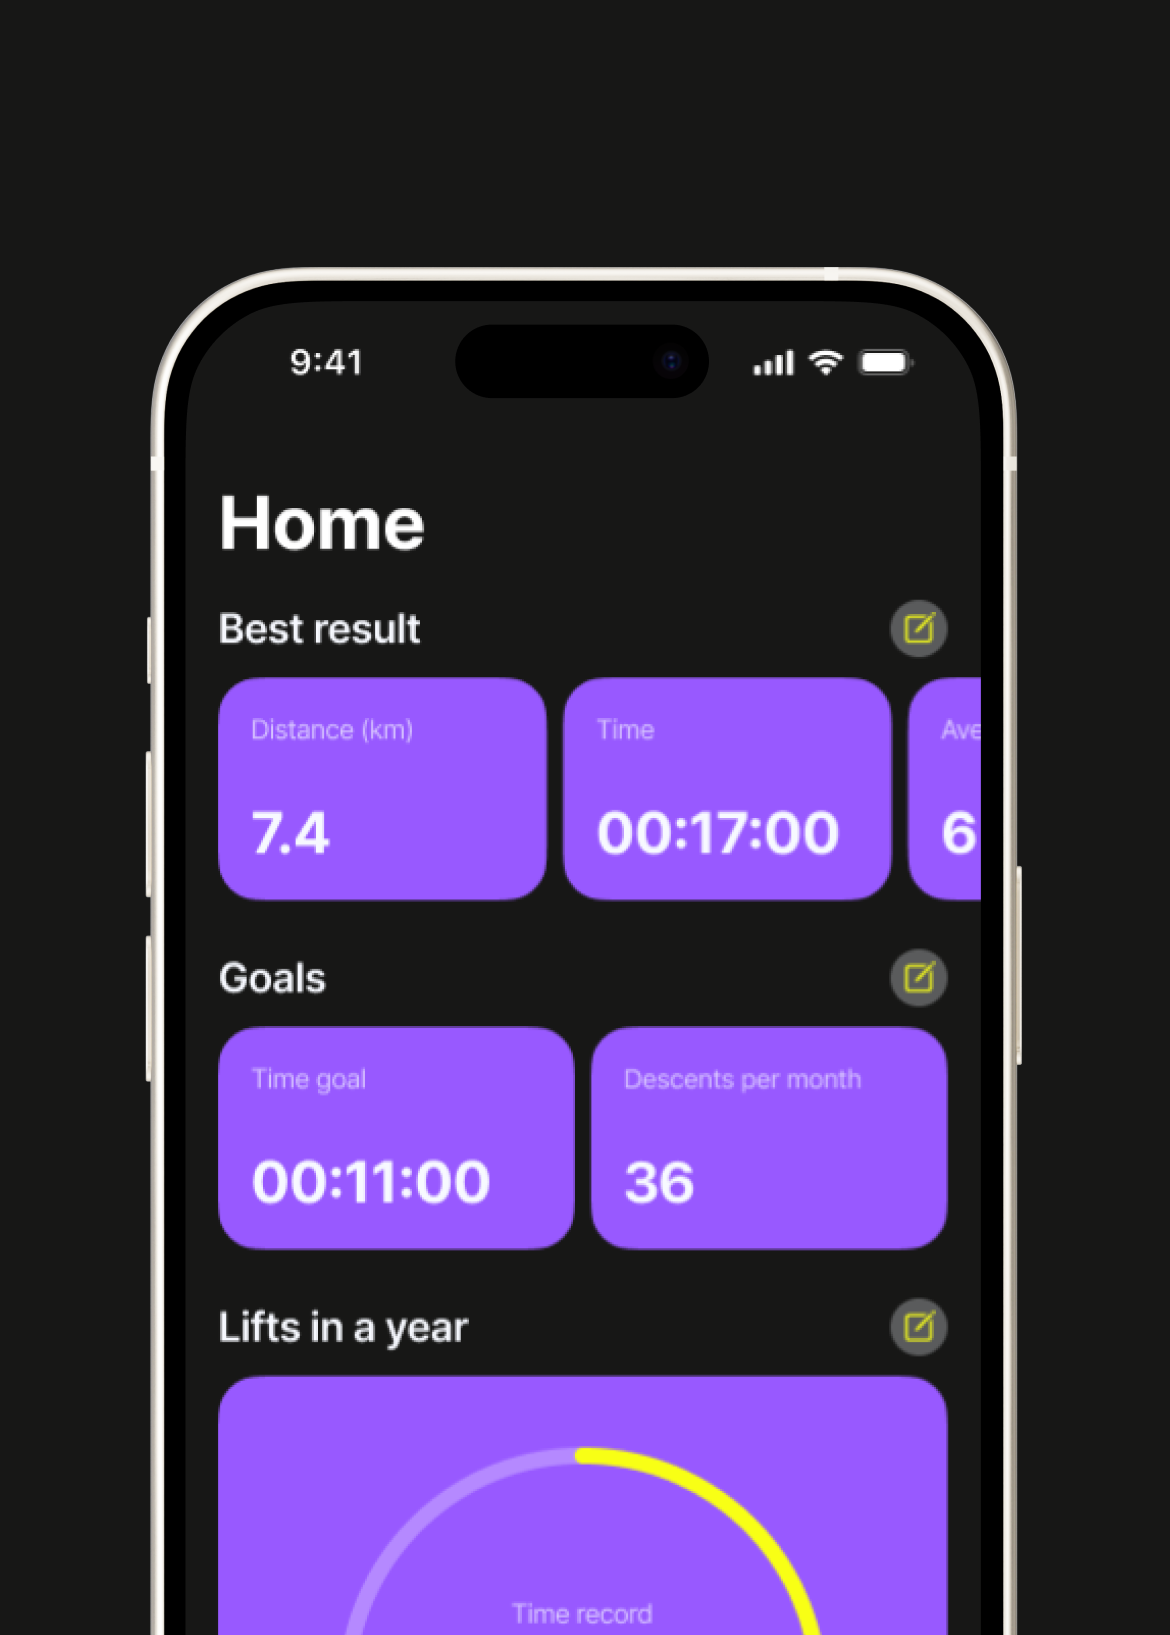 9:41
Home
Best result
Distance (km)
Time
7.4
00:17:00
6
Goals
Time goal
Descents per month
00:11:00
36
Lifts in a year
Time record